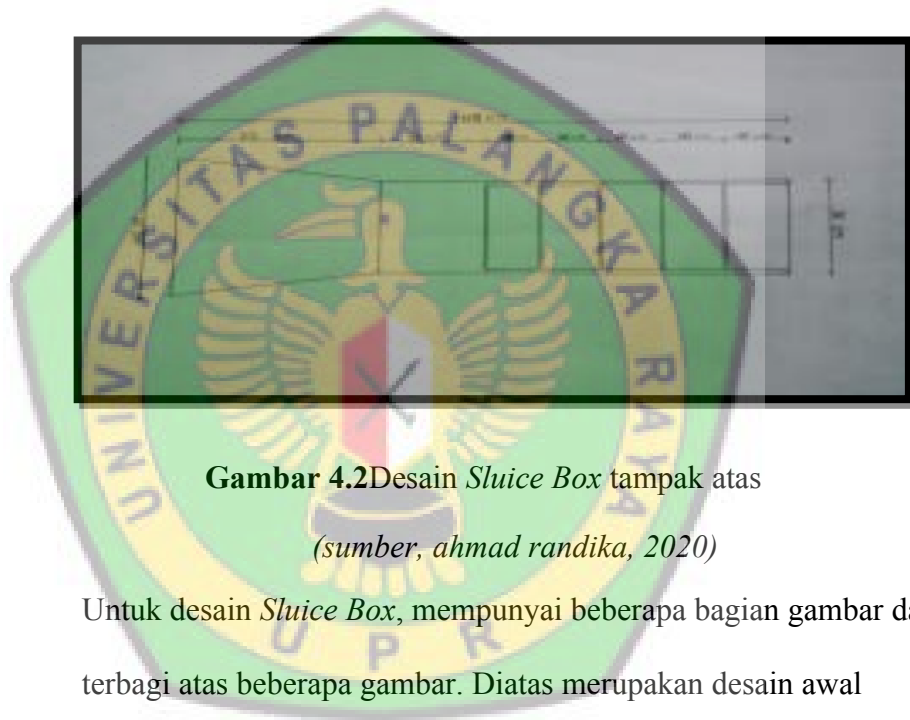 UNIVERSITAS PALANGKA RAYA
UPR
Gambar 4.2Desain Sluice Box tampak atas
(sumber, ahmad randika, 2020)
Untuk desain Sluice Box, mempunyai beberapa bagian gambar
terbagi atas beberapa gambar. Diatas merupakan desain awal